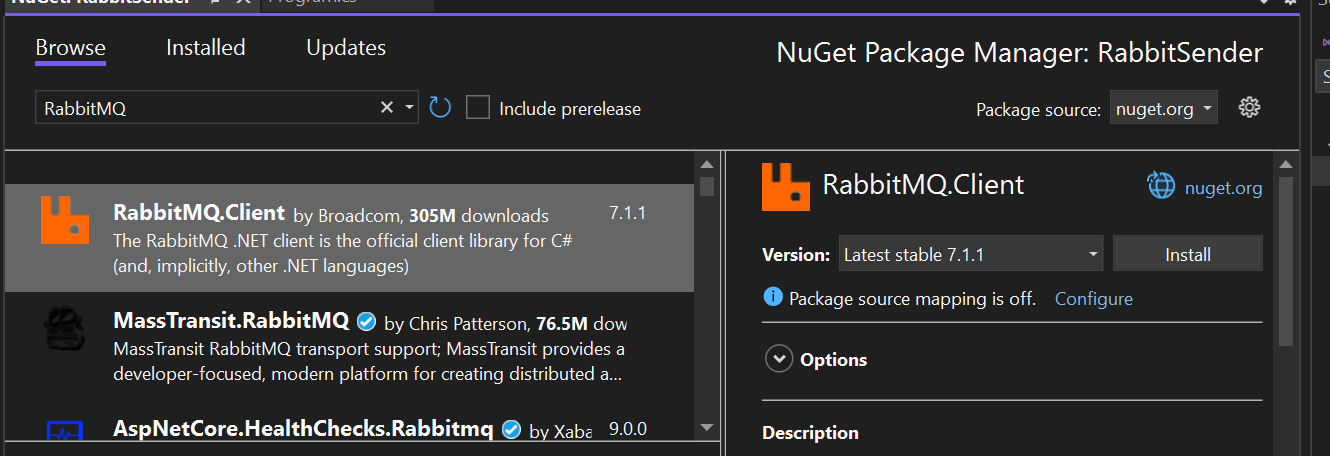 NuGet: RabbitSender Program.cs
Browse Installed Updates
NuGet Package Manager: RabbitSender
RabbitMQ
Include prerelease
Package source: nuget.org
RabbitMQ.Client by Broadcom, 305M downloads 7.1.1
The RabbitMQ .NET client is the official client library for C#
(and, implicitly, other .NET languages)
MassTransit.RabbitMQ by Chris Patterson, 76.5M dow
MassTransit RabbitMQ transport support; MassTransit provides a
developer-focused, modern platform for creating distributed a...
AspNetCore.HealthChecks.Rabbitmq by Xaba 9.0.0
RabbitMQ.Client nuget.org
Version: Latest stable 7.1.1 Install
Package source mapping is off. Configure
Options
Description